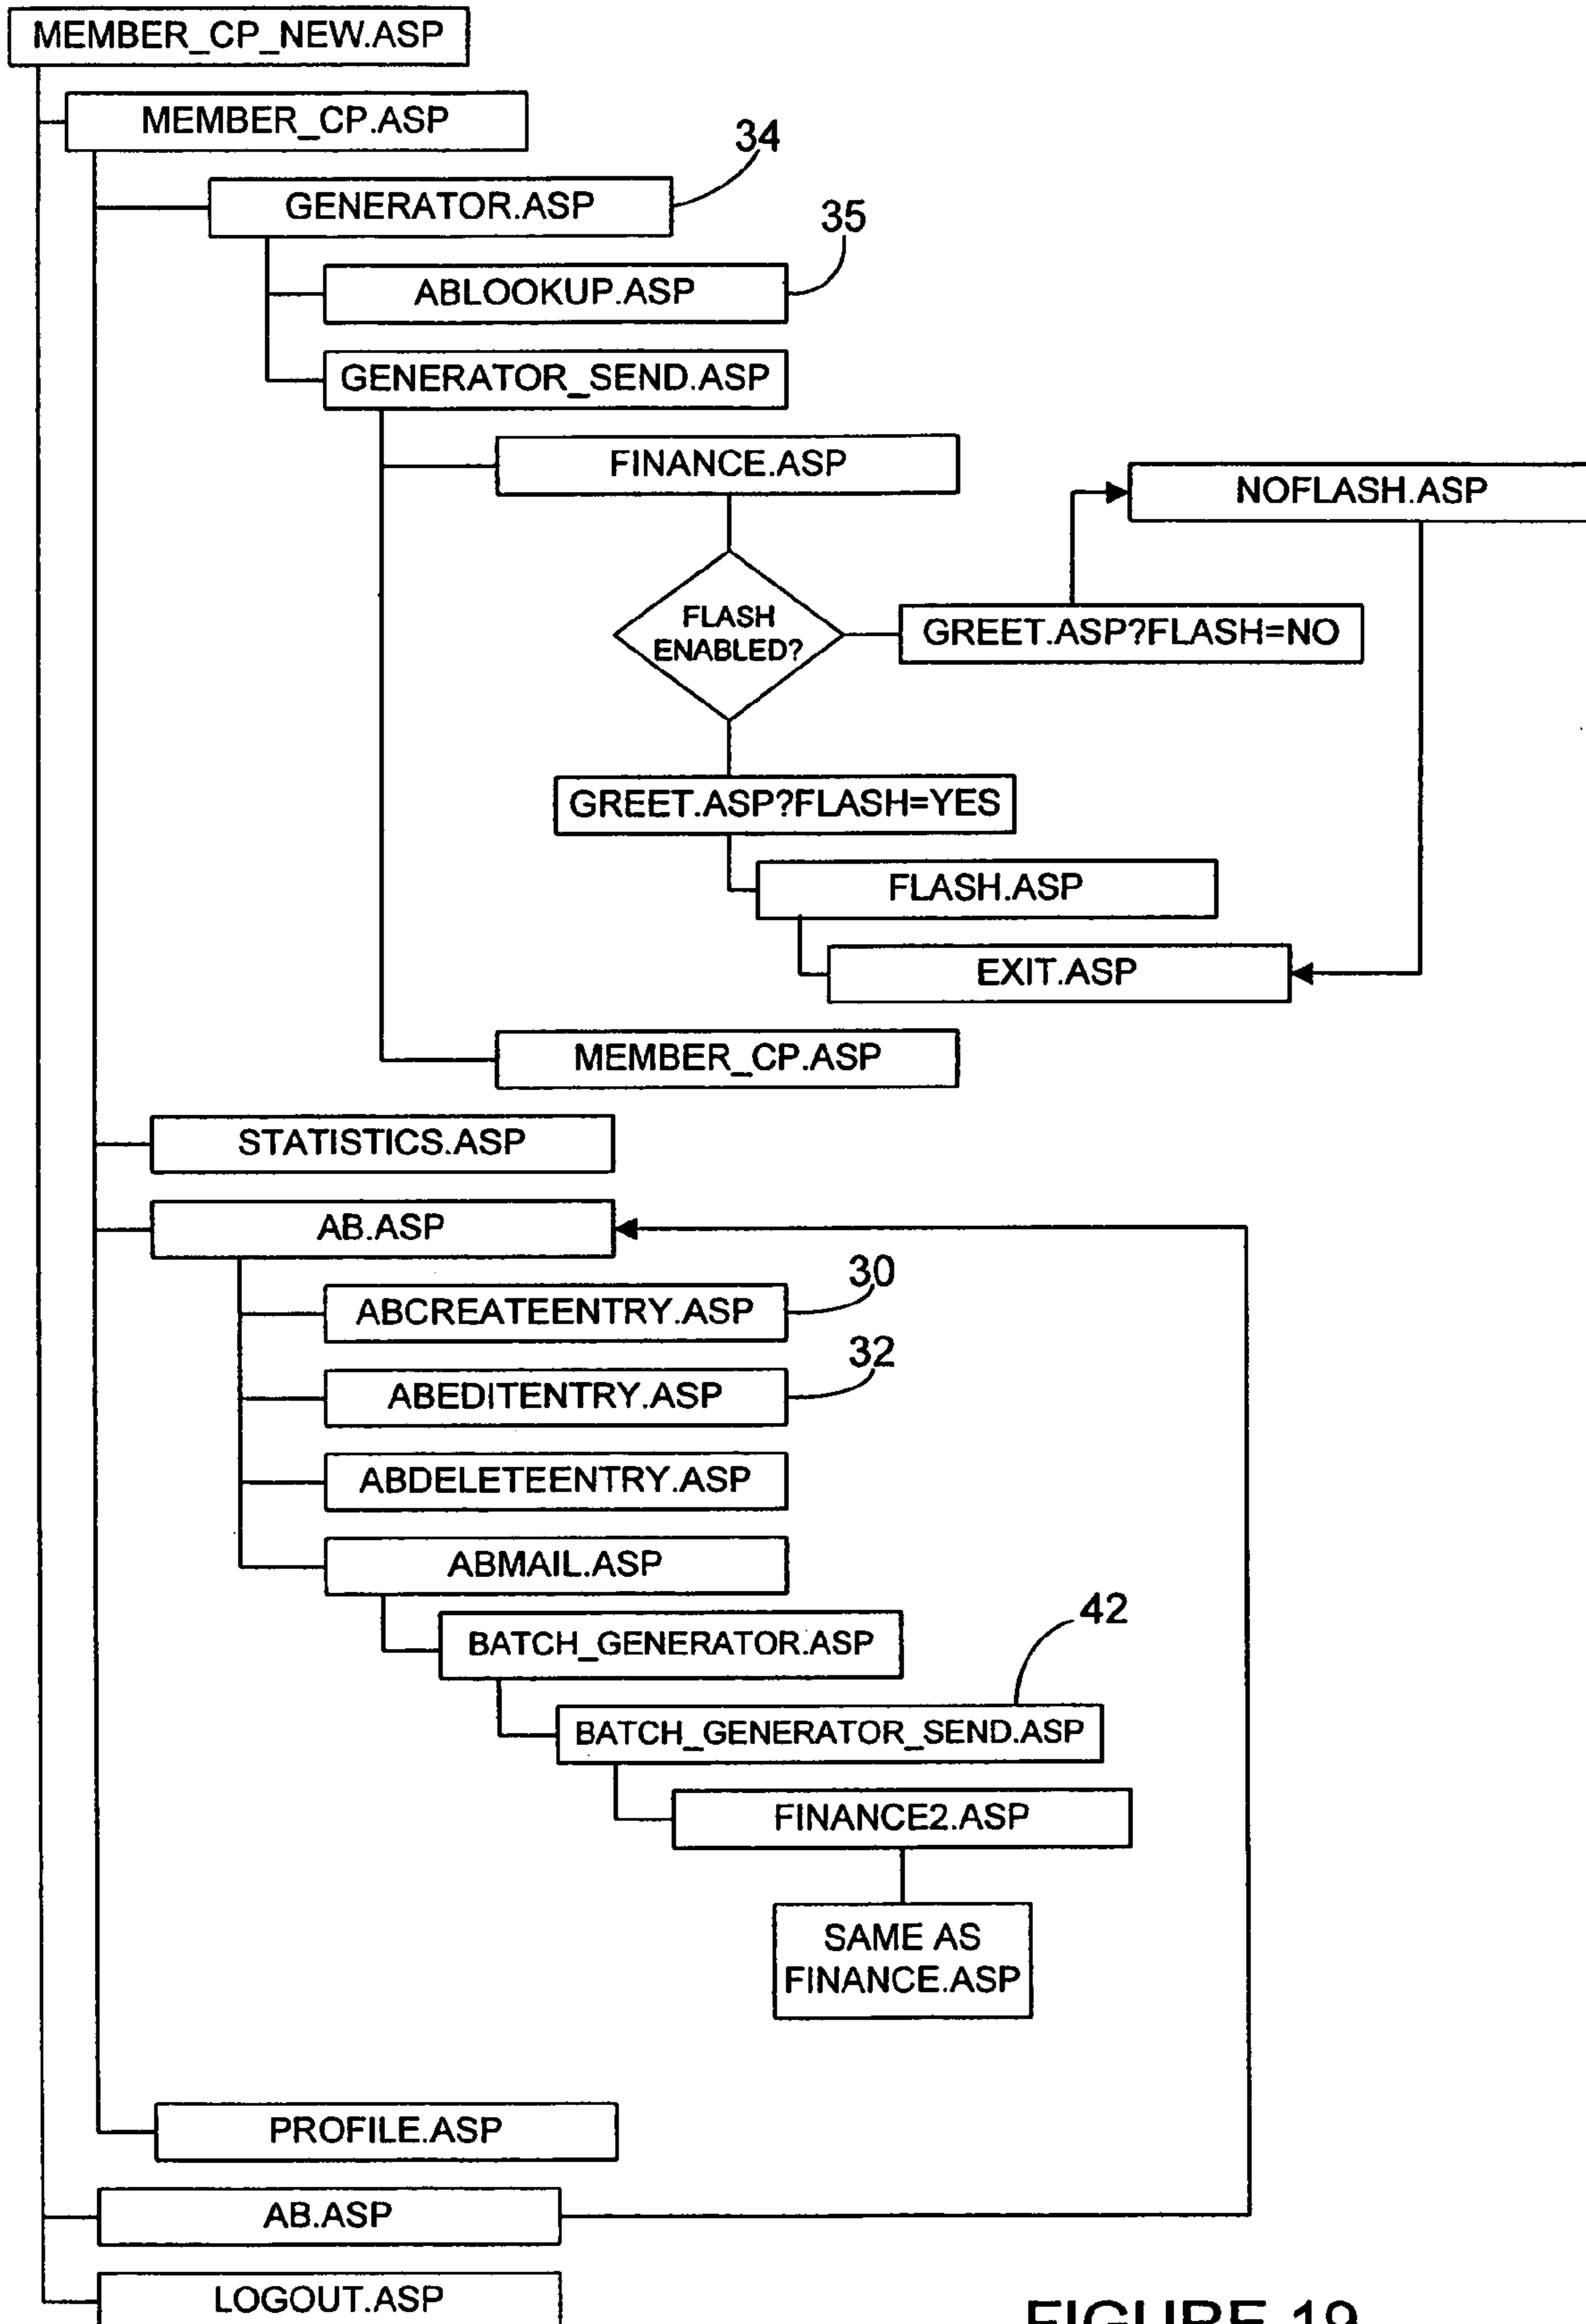 MEMBER_CP_NEW.ASP
MEMBER_CP.ASP
34
GENERATOR.ASP
35
ABLOOKUP.ASP
GENERATOR_SEND.ASP
FINANCE.ASP
NOFLASH.ASP
FLASH
ENABLED?
GREET.ASP?FLASH=NO
GREET.ASP?FLASH=YES
FLASH.ASP
EXIT.ASP
MEMBER_CP.ASP
STATISTICS.ASP
AB.ASP
30
ABCREATEENTRY.ASP
32
ABEDITENTRY.ASP
ABDELETEENTRY.ASP
ABMAIL.ASP
42
BATCH_GENERATOR.ASP
BATCH_GENERATOR_SEND.ASP
FINANCE2.ASP
SAME AS
FINANCE.ASP
PROFILE.ASP
AB.ASP
LOGOUT.ASP
FIGURE 19